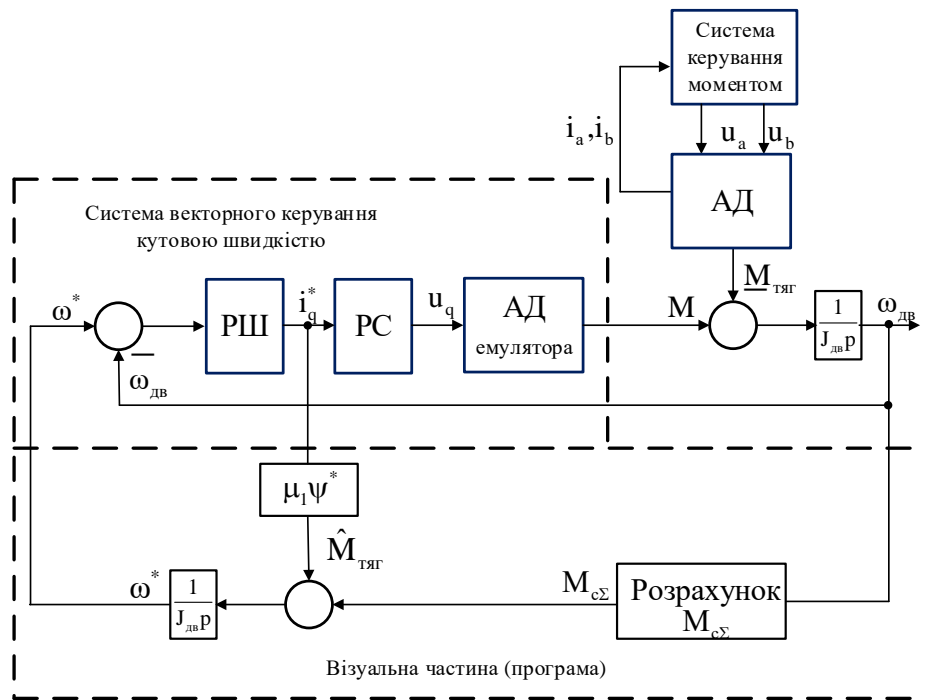 Система
керування
моментом
i_a, i_b
u_a u_b
АД
Система векторного керування
кутовою швидкістю
M_тяг
ω*
РШ
i_q*
РС
u_q
АД
емулятора
M
1
J_дв p
ω_дв
ω_дв
μ_1 ψ*
M̂_тяг
ω*
1
J_дв p
M_cΣ
Розрахунок
M_cΣ
Візуальна частина (програма)